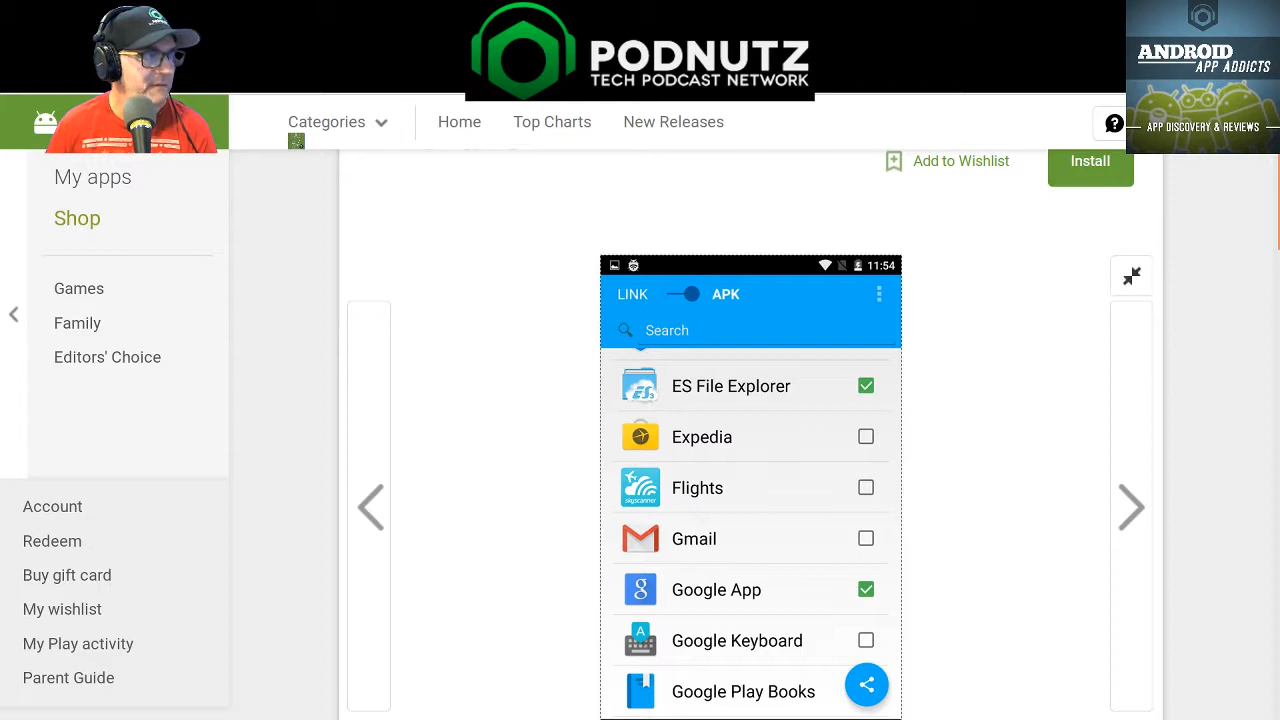 PODNUTZ
TECH PODCAST NETWORK
ANDROID
APP ADDICTS
APP DISCOVERY & REVIEWS
Categories
Home
Top Charts
New Releases
My apps
Shop
Games
Family
Editors' Choice
Account
Redeem
Buy gift card
My wishlist
My Play activity
Parent Guide
Add to Wishlist
Install
11:54
LINK
APK
Search
ES File Explorer
Expedia
Flights
Gmail
Google App
Google Keyboard
Google Play Books